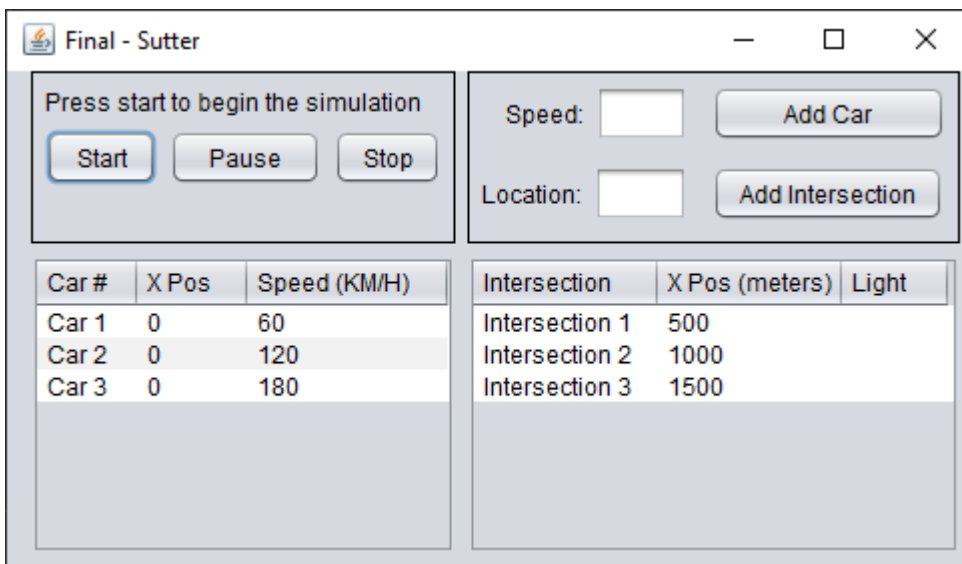 Final - Sutter
Press start to begin the simulation
Start Pause Stop
Speed: Add Car
Location: Add Intersection
Car # X Pos Speed (KM/H)
Car 1 0 60
Car 2 0 120
Car 3 0 180
Intersection X Pos (meters) Light
Intersection 1 500
Intersection 2 1000
Intersection 3 1500